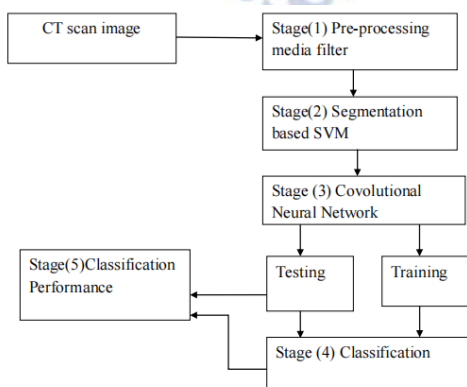 CT scan image
Stage(1) Pre-processing
media filter
Stage(2) Segmentation
based SVM
Stage (3) Covolutional
Neural Network
Stage(5)Classification
Performance
Testing
Training
Stage (4) Classification